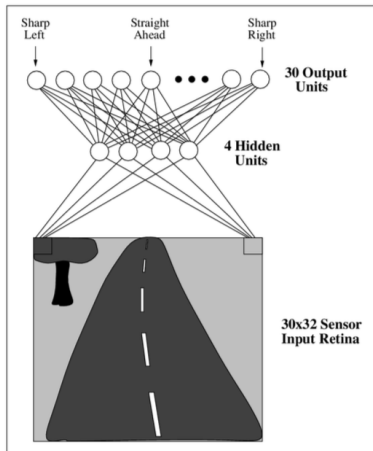 Sharp
Left
Straight
Ahead
Sharp
Right
30 Output
Units
4 Hidden
Units
30x32 Sensor
Input Retina